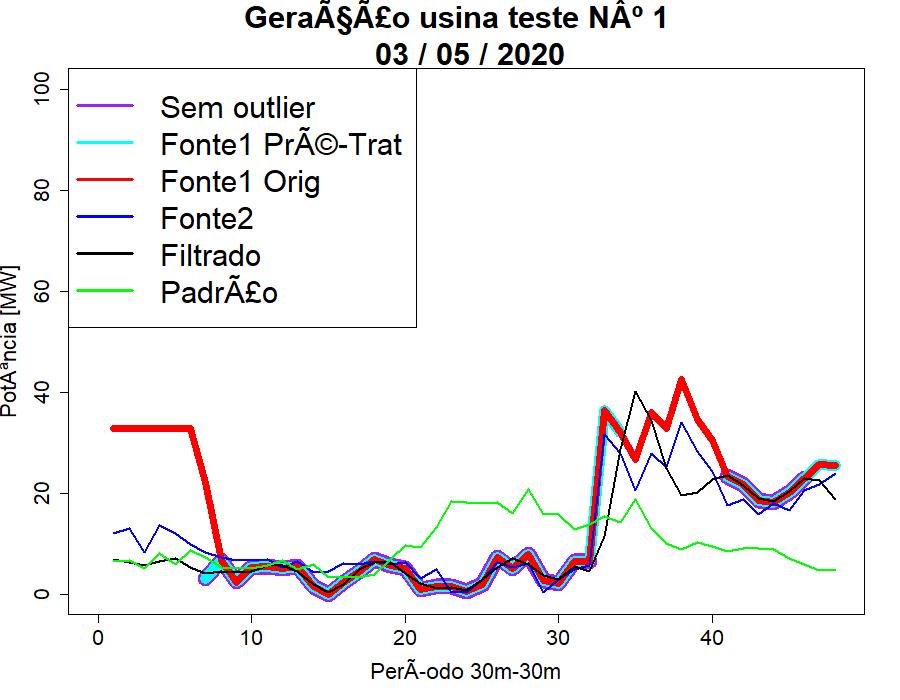 GeraÃ§Ã£o usina teste NÂº 1
03 / 05 / 2020
Sem outlier
Fonte1 PrÃ©-Trat
Fonte1 Orig
Fonte2
Filtrado
PadrÃ£o
PotÃªncia [MW]
100
80
60
40
20
0
0 10 20 30 40
PerÃ­-odo 30m-30m